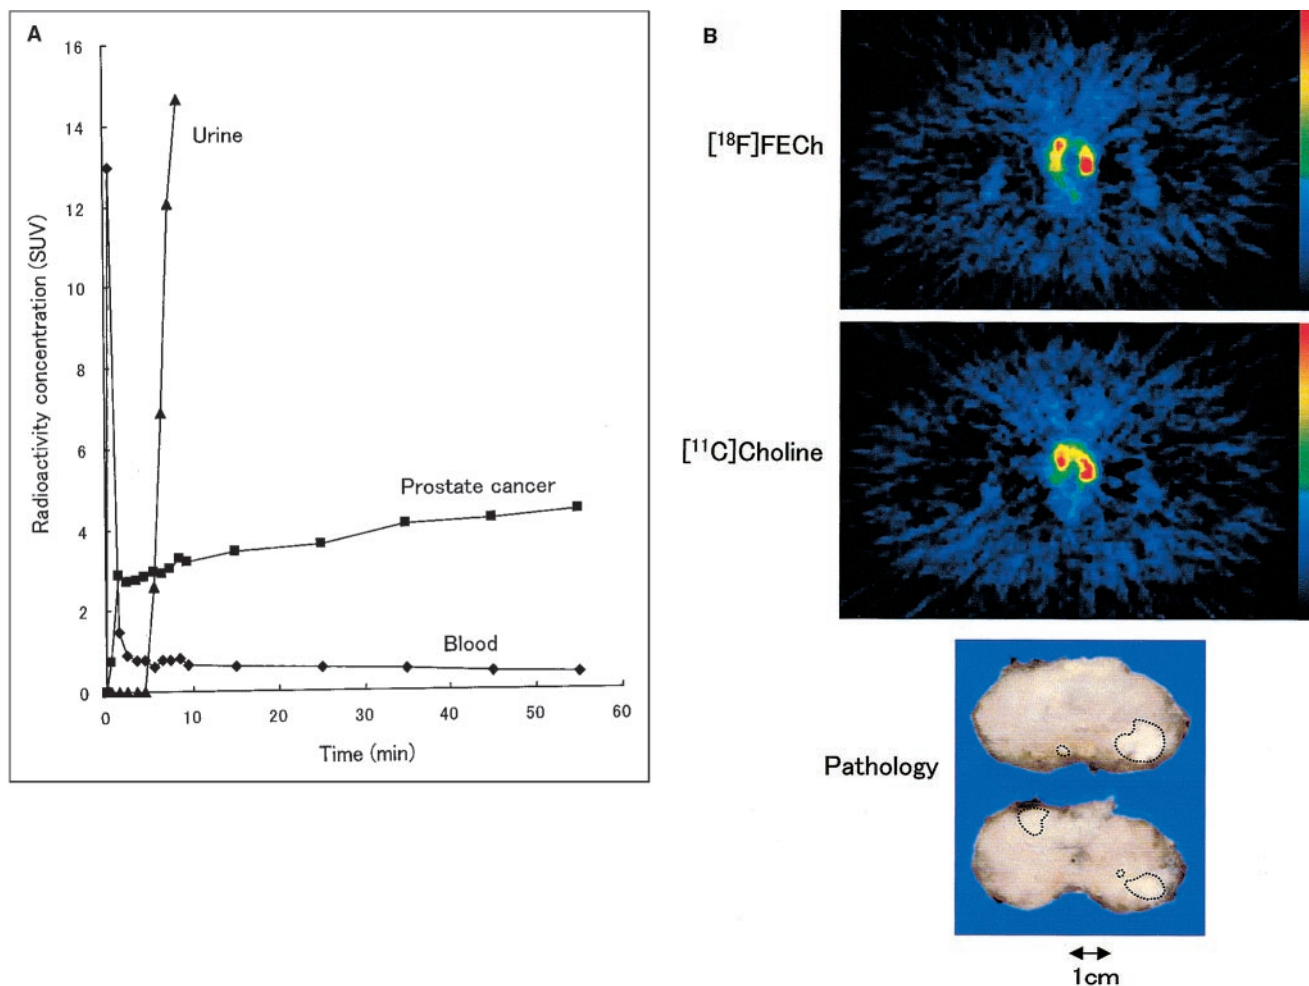 A
16
14
12
10
8
6
4
2
0
Radioactivity concentration (SUV)
Urine
Prostate cancer
Blood
0 10 20 30 40 50 60
Time (min)
B
[¹⁸F]FECh
[¹¹C]Choline
Pathology
1cm